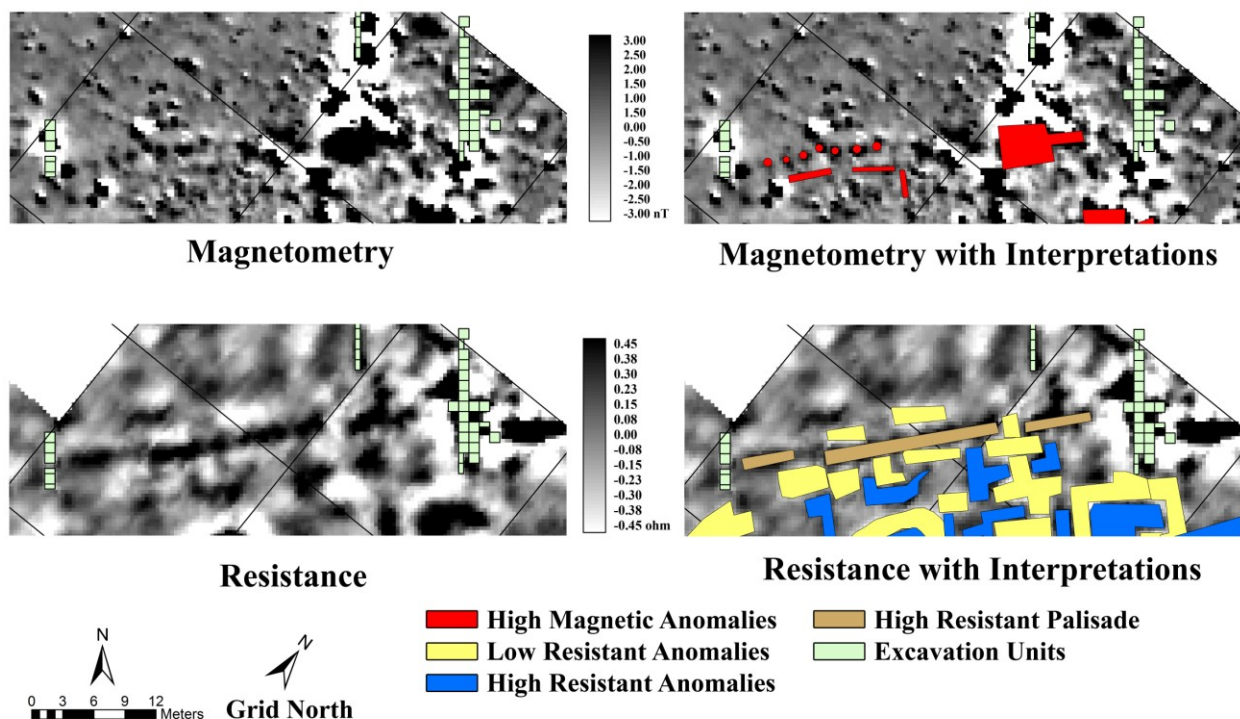 3.00
2.50
2.00
1.50
1.00
0.50
0.00
-0.50
-1.00
-1.50
-2.00
-2.50
-3.00 nT
Magnetometry
Magnetometry with Interpretations
0.45
0.38
0.30
0.23
0.15
0.08
0.00
-0.08
-0.15
-0.23
-0.30
-0.38
-0.45 ohm
Resistance
Resistance with Interpretations
High Magnetic Anomalies
Low Resistant Anomalies
High Resistant Anomalies
High Resistant Palisade
Excavation Units
N
0 3 6 9 12
Meters
N
Grid North